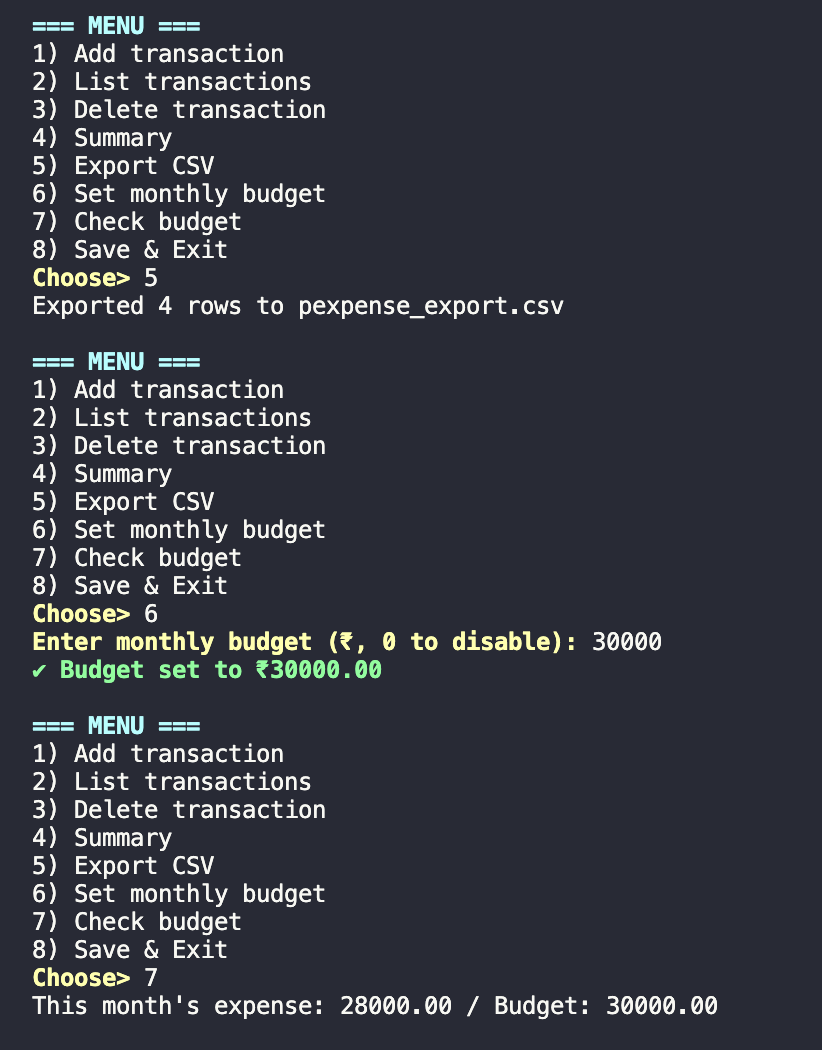 === MENU ===
1) Add transaction
2) List transactions
3) Delete transaction
4) Summary
5) Export CSV
6) Set monthly budget
7) Check budget
8) Save & Exit
Choose> 5
Exported 4 rows to pexpense_export.csv

=== MENU ===
1) Add transaction
2) List transactions
3) Delete transaction
4) Summary
5) Export CSV
6) Set monthly budget
7) Check budget
8) Save & Exit
Choose> 6
Enter monthly budget (₹, 0 to disable): 30000
✔ Budget set to ₹30000.00

=== MENU ===
1) Add transaction
2) List transactions
3) Delete transaction
4) Summary
5) Export CSV
6) Set monthly budget
7) Check budget
8) Save & Exit
Choose> 7
This month's expense: 28000.00 / Budget: 30000.00